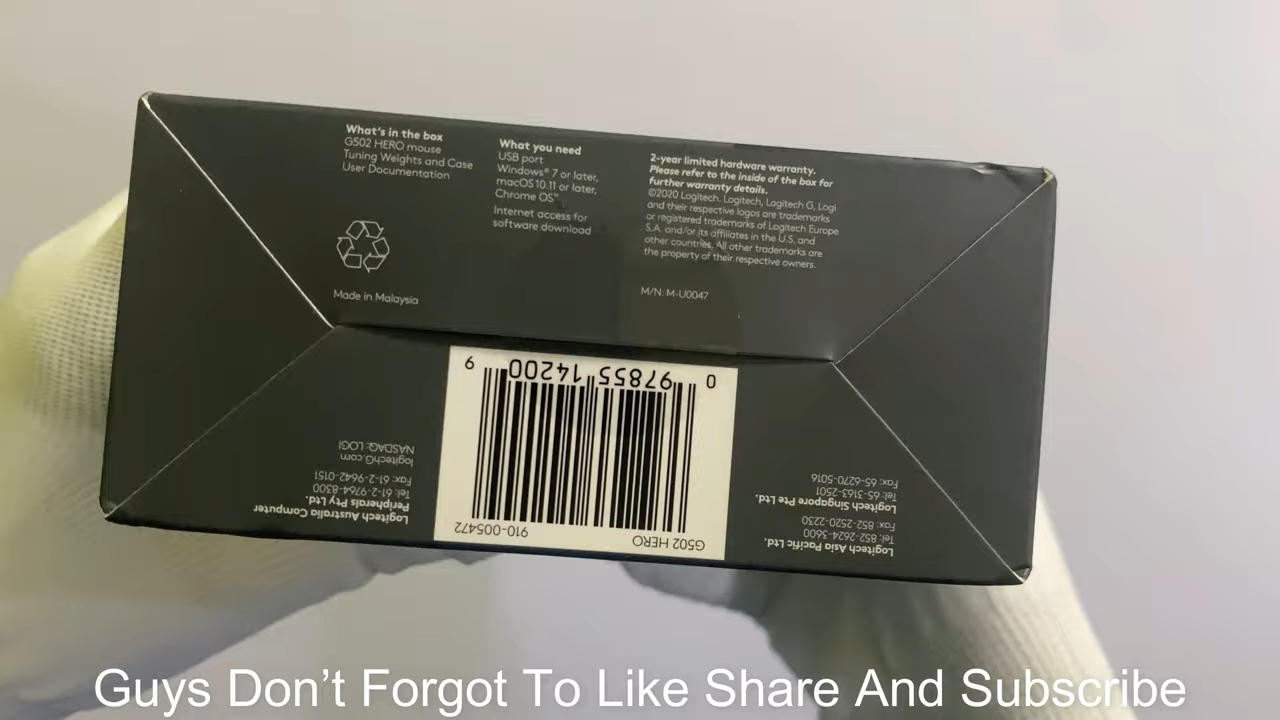 What's in the box
G502 HERO mouse
Tuning Weights and Case
User Documentation
Made in Malaysia
What you need
USB port
Windows® 7 or later,
macOS 10.11 or later,
Chrome OS™
Internet access for
software download
2-year limited hardware warranty.
Please refer to the inside of the box for
further warranty details.
©2020 Logitech. Logitech, Logitech G, Logi
and their respective logos are trademarks
or registered trademarks of Logitech Europe
S.A. and/or its affiliates in the U.S. and
other countries. All other trademarks are
the property of their respective owners.
M/N: M-U0047
Logitech Asia Pacific Ltd.
Tel: 852-2624-3600
Fax: 852-2520-2230
Logitech Singapore Pte Ltd.
Tel: 65-3163-2501
Fax: 65-6270-5016
G502 HERO 910-005472
0 97855 14200 9
Logitech Australia Computer
Peripherals Pty Ltd.
Tel: 61-2-9764-8300
Fax: 61-2-9642-0151
logitechG.com
NASDAQ: LOGI
Guys Don't Forgot To Like Share And Subscribe